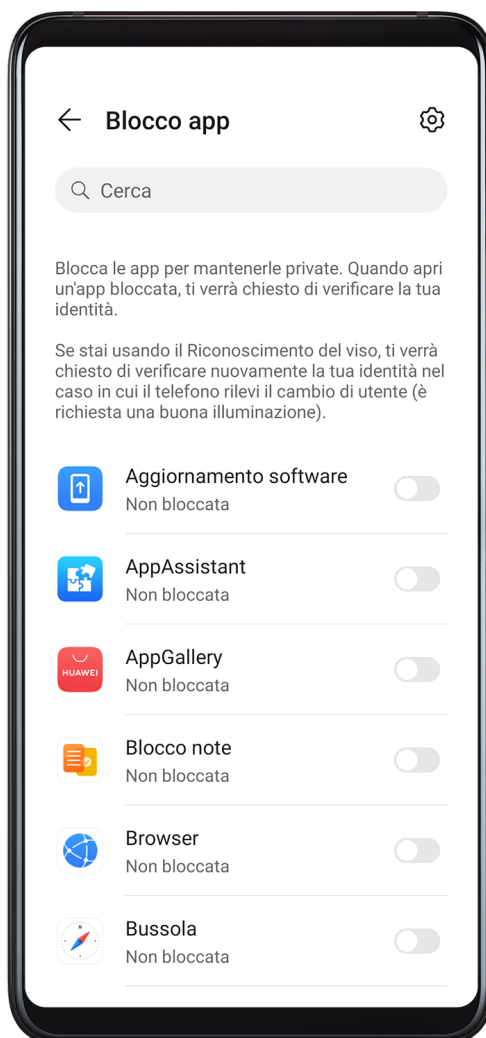 Blocco app
Cerca
Blocca le app per mantenerle private. Quando apri
un'app bloccata, ti verrà chiesto di verificare la tua
identità.
Se stai usando il Riconoscimento del viso, ti verrà
chiesto di verificare nuovamente la tua identità nel
caso in cui il telefono rilevi il cambio di utente (è
richiesta una buona illuminazione).
Aggiornamento software
Non bloccata
AppAssistant
Non bloccata
HUAWEI
AppGallery
Non bloccata
Blocco note
Non bloccata
Browser
Non bloccata
N
Bussola
Non bloccata